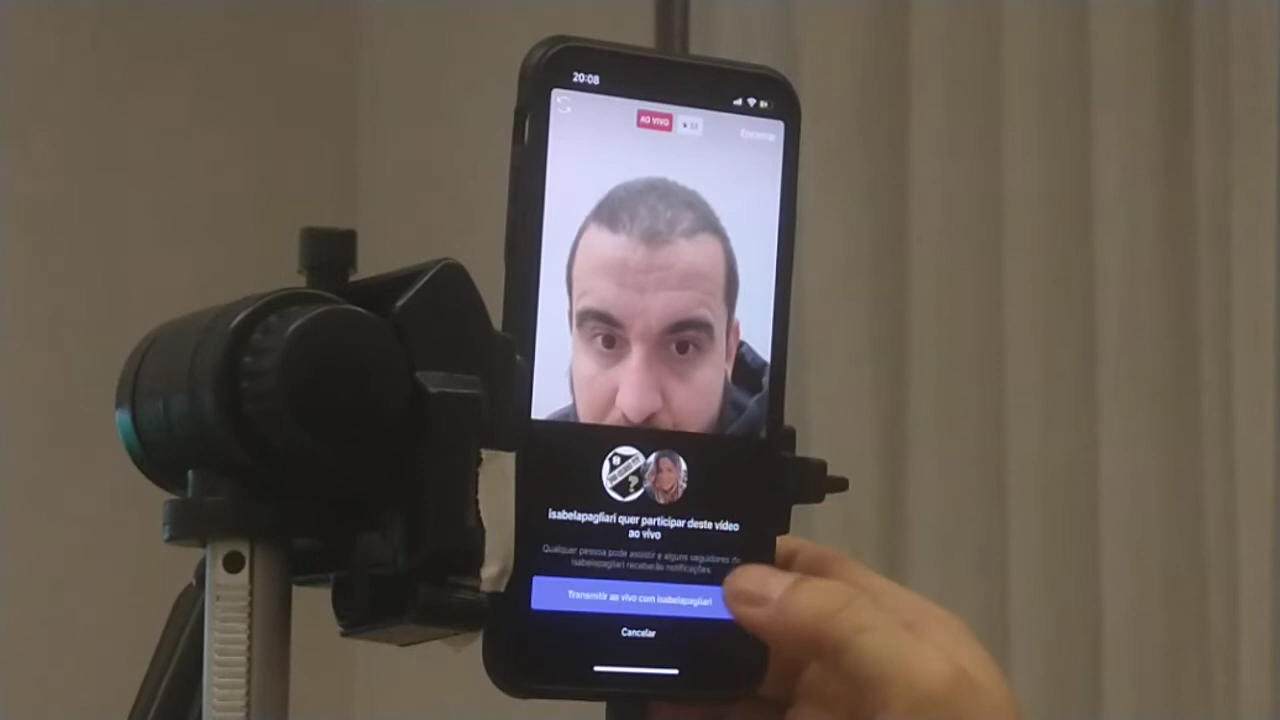 20:08
AO VIVO
Encerrar
isabelapagliari quer participar deste vídeo
ao vivo
Qualquer pessoa pode assistir e alguns seguidores de
isabelapagliari receberão notificações.
Transmitir ao vivo com isabelapagliari
Cancelar